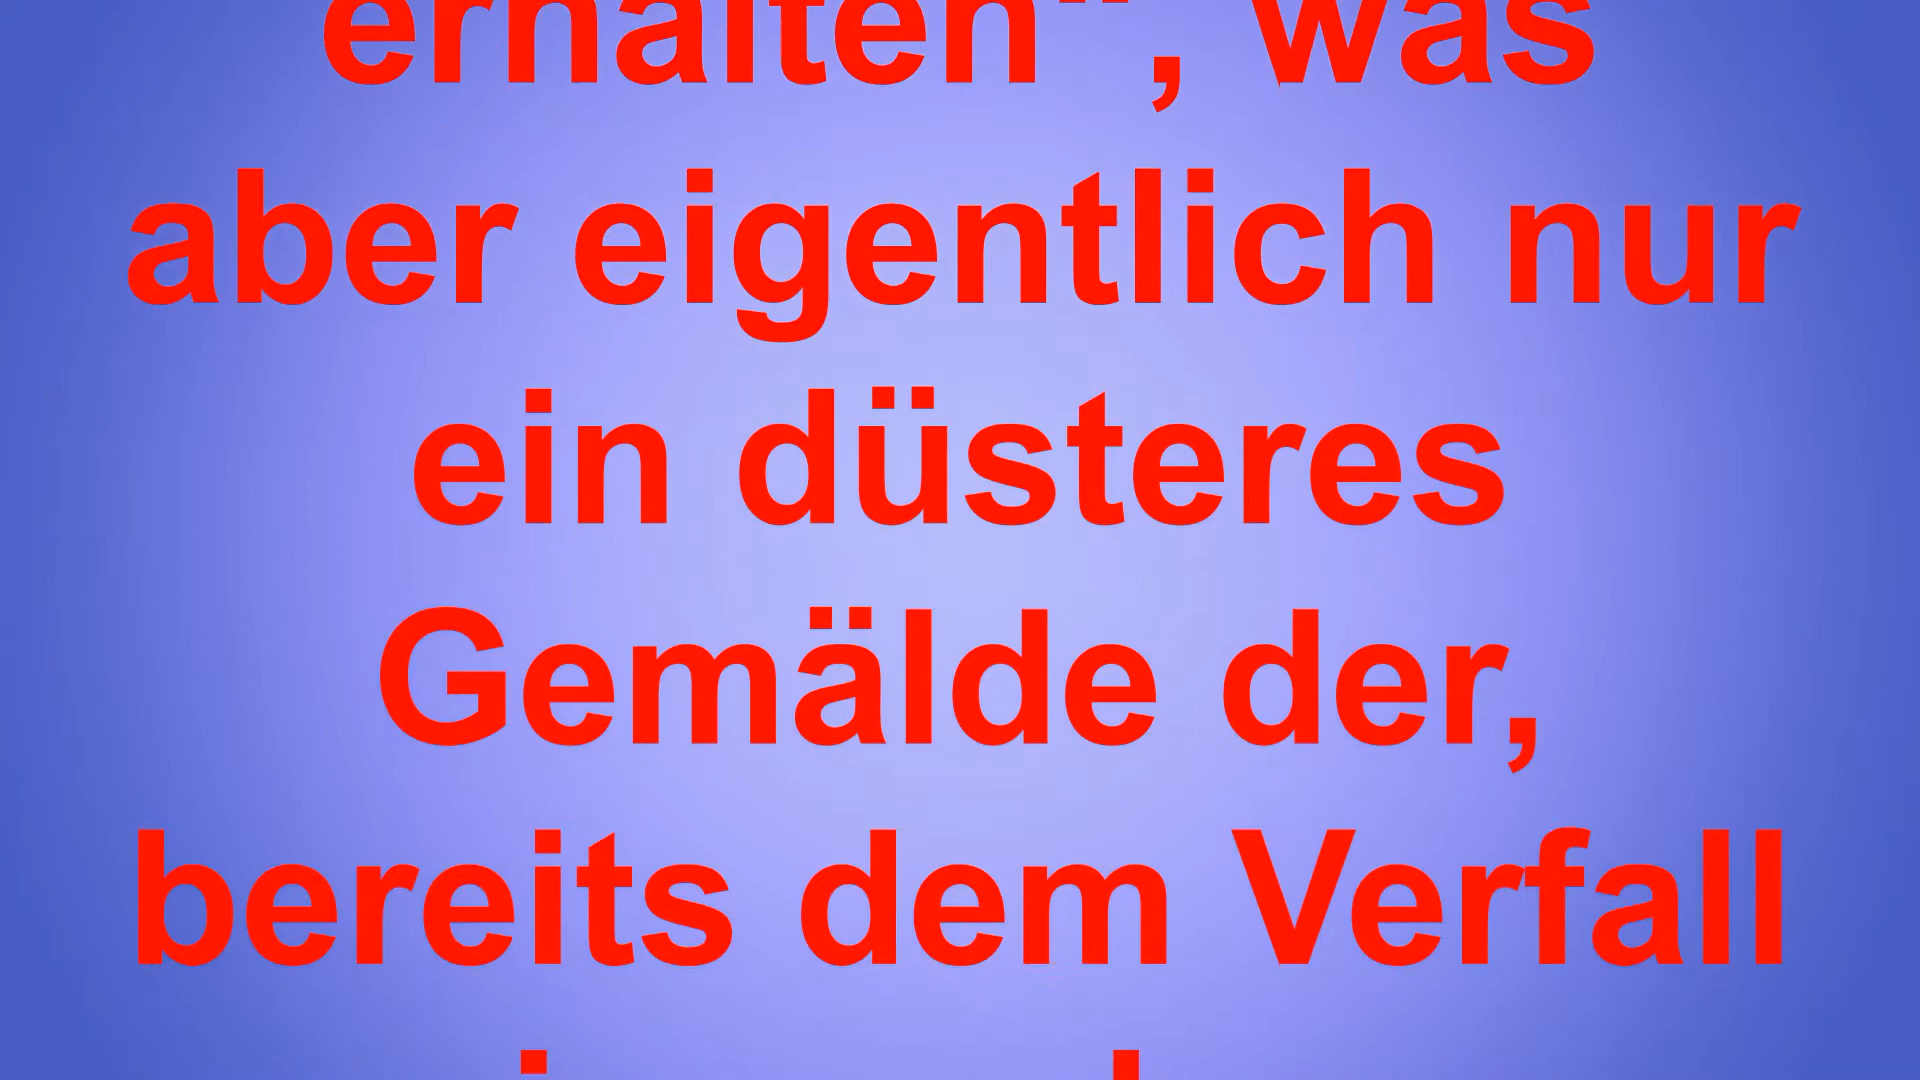 erhalten", was
aber eigentlich nur
ein düsteres
Gemälde der,
bereits dem Verfall